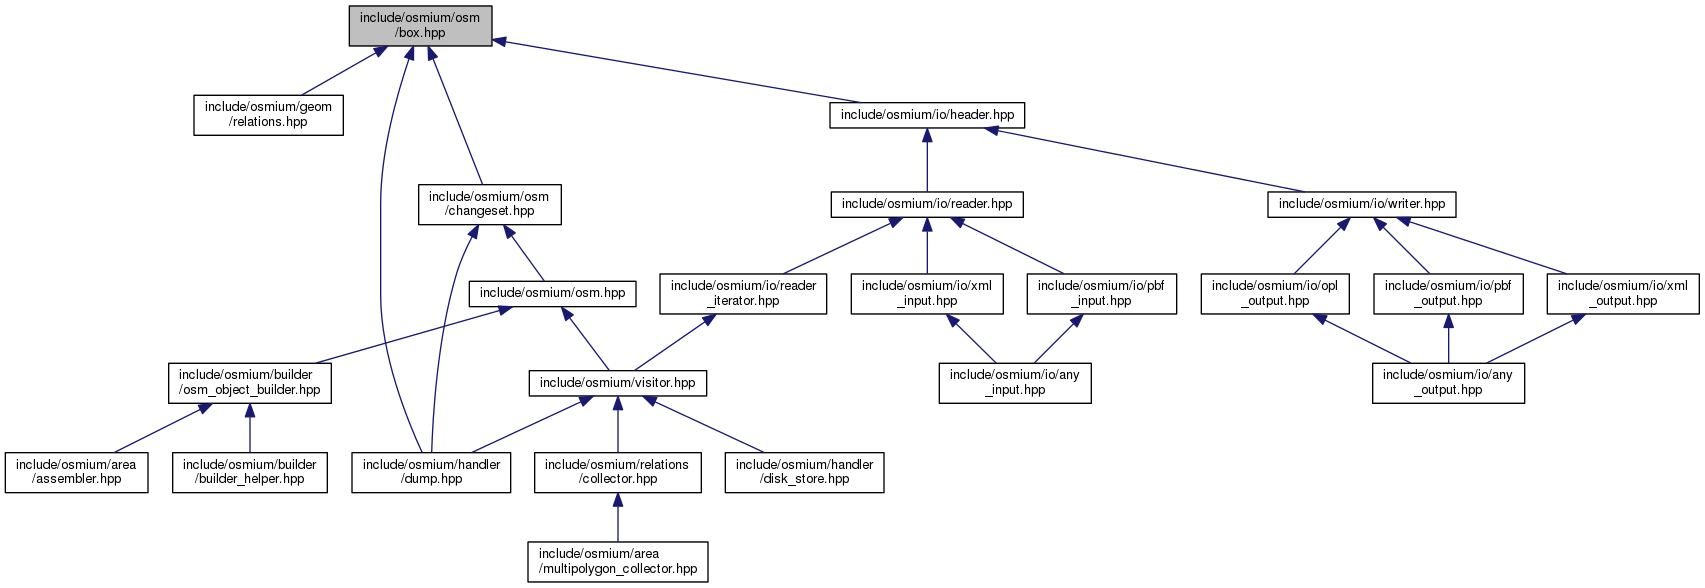 include/osmium/osm
/box.hpp
include/osmium/geom
/relations.hpp
include/osmium/io/header.hpp
include/osmium/osm
/changeset.hpp
include/osmium/io/reader.hpp
include/osmium/io/writer.hpp
include/osmium/osm.hpp
include/osmium/io/reader
_iterator.hpp
include/osmium/io/xml
_input.hpp
include/osmium/io/pbf
_input.hpp
include/osmium/io/opl
_output.hpp
include/osmium/io/pbf
_output.hpp
include/osmium/io/xml
_output.hpp
include/osmium/builder
/osm_object_builder.hpp
include/osmium/visitor.hpp
include/osmium/io/any
_input.hpp
include/osmium/io/any
_output.hpp
include/osmium/area
/assembler.hpp
include/osmium/builder
/builder_helper.hpp
include/osmium/handler
/dump.hpp
include/osmium/relations
/collector.hpp
include/osmium/handler
/disk_store.hpp
include/osmium/area
/multipolygon_collector.hpp